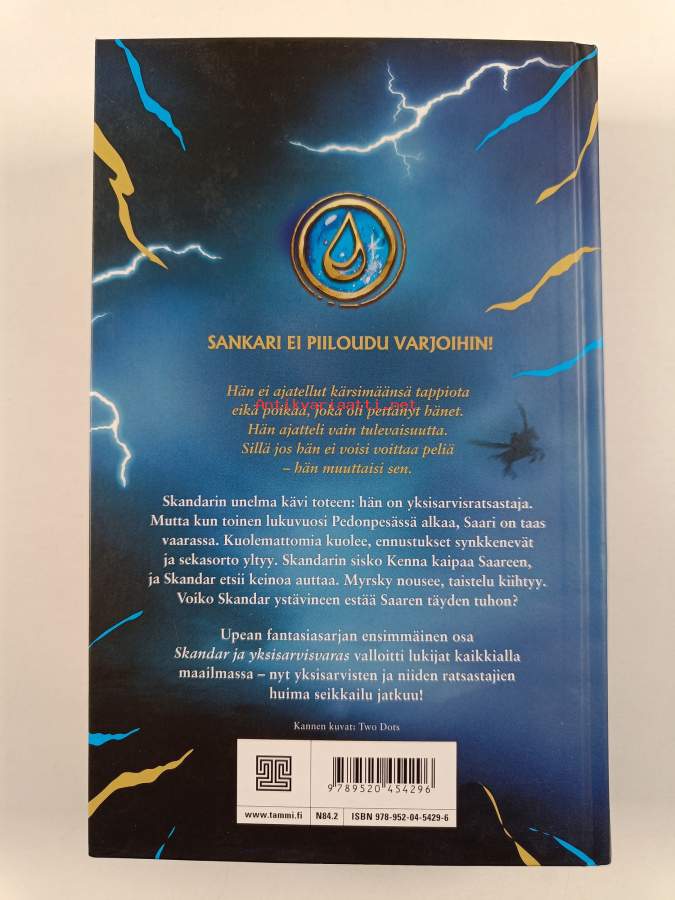 SANKARI EI PIILOUDU VARJOIHIN!
Hän ei ajatellut kärsimäänsä tappiota
Antikvariaatti.net
eikä poikaa, joka oli pettänyt hänet.
Hän ajatteli vain tulevaisuutta.
Sillä jos hän ei voisi voittaa peliä
– hän muuttaisi sen.
Skandarin unelma kävi toteen: hän on yksisarvisratsastaja.
Mutta kun toinen lukuvuosi Pedonpesässä alkaa, Saari on taas
vaarassa. Kuolemattomia kuolee, ennustukset synkkenevät
ja sekasorto yltyy. Skandarin sisko Kenna kaipaa Saareen,
ja Skandar etsii keinoa auttaa. Myrsky nousee, taistelu kiihtyy.
Voiko Skandar ystävineen estää Saaren täyden tuhon?
Upean fantasiasarjan ensimmäinen osa
Skandar ja yksisarvisvaras valloitti lukijat kaikkialla
maailmassa – nyt yksisarvisten ja niiden ratsastajien
huima seikkailu jatkuu!
Kannen kuvat: Two Dots
9 789520 454296
www.tammi.fi N84.2 ISBN 978-952-04-5429-6